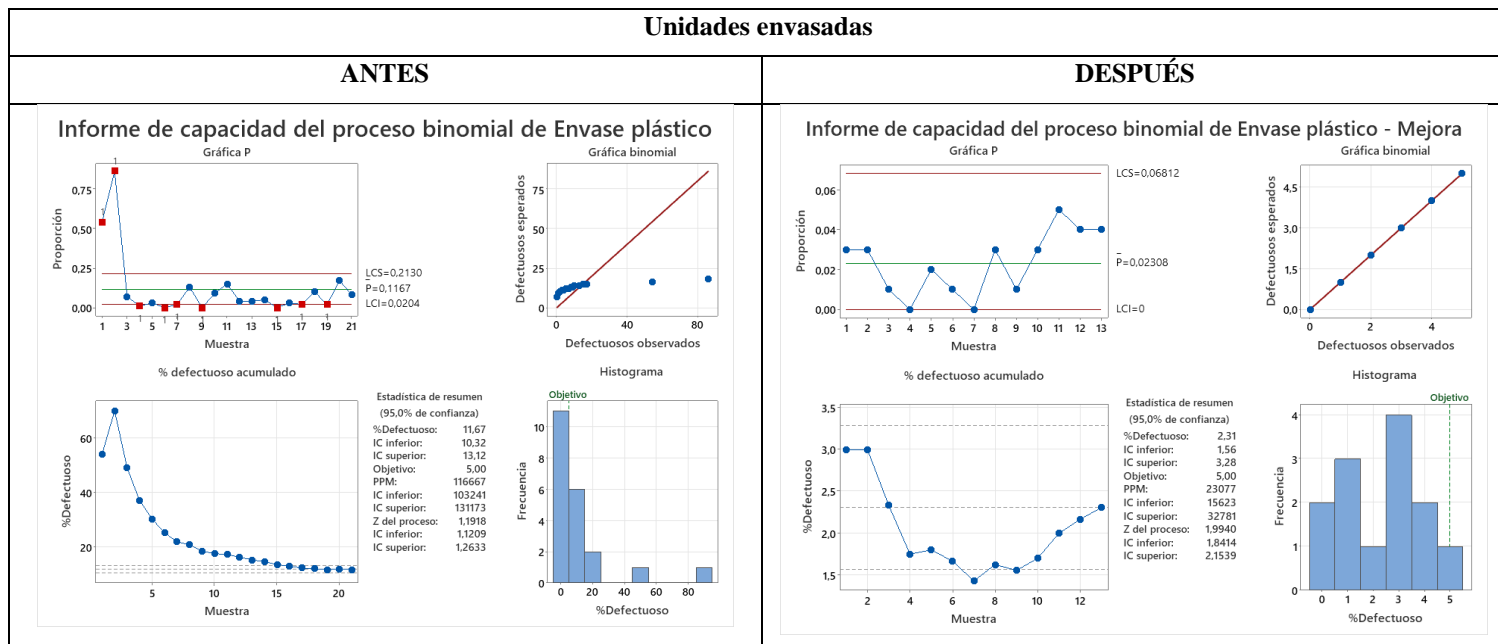 Unidades envasadas
ANTES
DESPUÉS
Informe de capacidad del proceso binomial de Envase plástico
Gráfica P
Proporción
0,75
0,50
0,25
0,00
1
1
1
1
1
1
1
1
1
LCS=0,2130
P=0,1167
LCI=0,0204
1 3 5 7 9 11 13 15 17 19 21
Muestra
Gráfica binomial
Defectuosos esperados
75
50
25
0
0 40 80
Defectuosos observados
% defectuoso acumulado
%Defectuoso
60
40
20
5 10 15 20
Muestra
Estadística de resumen
(95,0% de confianza)
%Defectuoso: 11,67
IC inferior: 10,32
IC superior: 13,12
Objetivo: 5,00
PPM: 116667
IC inferior: 103241
IC superior: 131173
Z del proceso: 1,1918
IC inferior: 1,1209
IC superior: 1,2633
Histograma
Objetivo
Frecuencia
10
8
6
4
2
0
0 20 40 60 80
%Defectuoso
Informe de capacidad del proceso binomial de Envase plástico - Mejora
Gráfica P
Proporción
0,06
0,04
0,02
0,00
LCS=0,06812
P=0,02308
LCI=0
1 2 3 4 5 6 7 8 9 10 11 12 13
Muestra
Gráfica binomial
Defectuosos esperados
4,5
3,0
1,5
0,0
0 2 4
Defectuosos observados
% defectuoso acumulado
%Defectuoso
3,5
3,0
2,5
2,0
1,5
2 4 6 8 10 12
Muestra
Estadística de resumen
(95,0% de confianza)
%Defectuoso: 2,31
IC inferior: 1,56
IC superior: 3,28
Objetivo: 5,00
PPM: 23077
IC inferior: 15623
IC superior: 32781
Z del proceso: 1,9940
IC inferior: 1,8414
IC superior: 2,1539
Histograma
Objetivo
Frecuencia
4
3
2
1
0
0 1 2 3 4 5
%Defectuoso